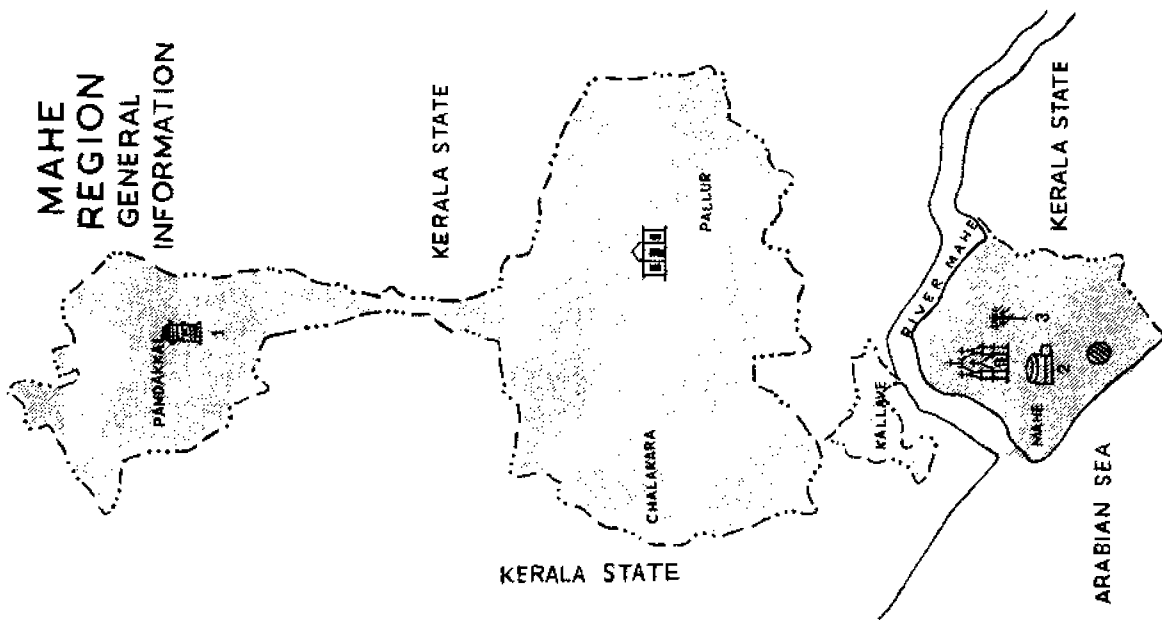 MAHE
REGION
GENERAL
INFORMATION
PANDAKKAL
1
KERALA STATE
PALLUR
CHALAKARA
KERALA STATE
KALLAYE
RIVER MAHE
3
2
MAHE
KERALA STATE
ARABIAN SEA